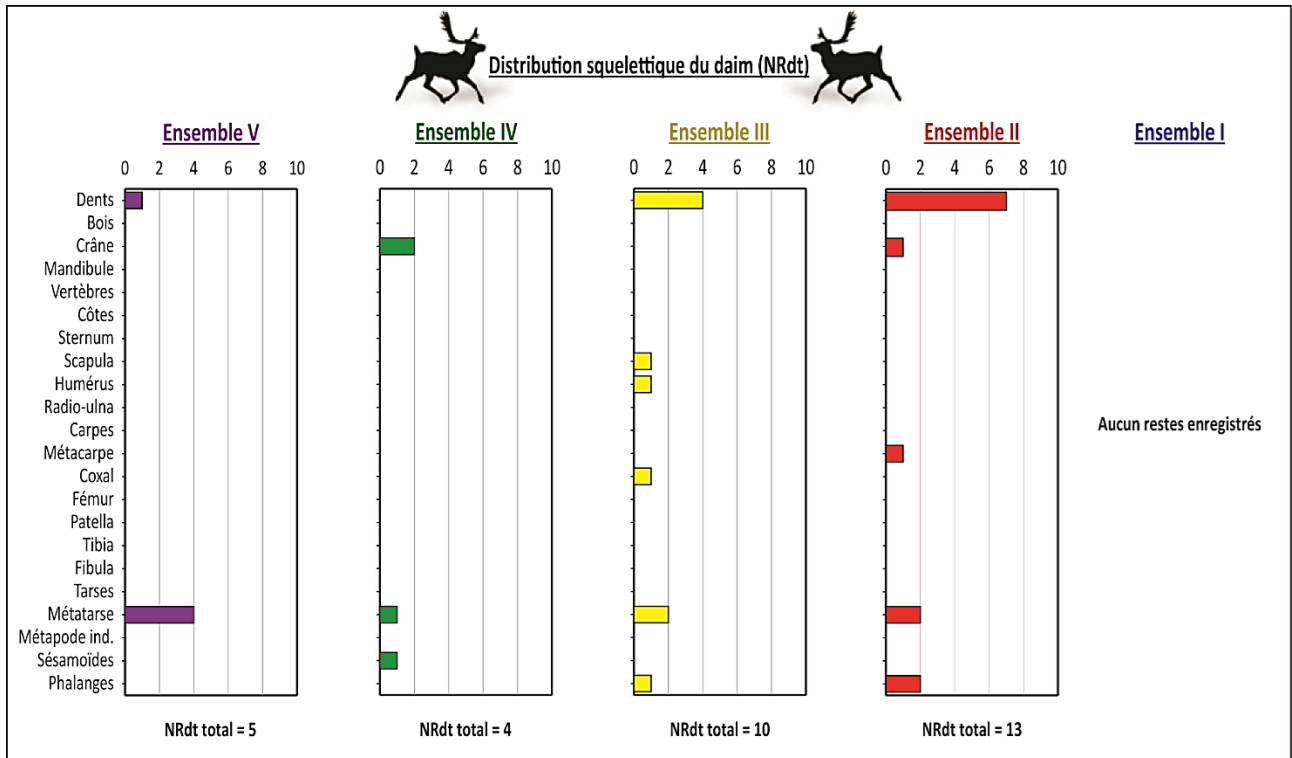 Distribution squelettique du daim (NRdt)
Ensemble V
Ensemble IV
Ensemble III
Ensemble II
Ensemble I
0 2 4 6 8 10
0 2 4 6 8 10
0 2 4 6 8 10
0 2 4 6 8 10
Dents
Bois
Crâne
Mandibule
Vertèbres
Côtes
Sternum
Scapula
Humérus
Radio-ulna
Carpes
Métacarpe
Coxal
Fémur
Patella
Tibia
Fibula
Tarses
Métatarse
Métapode ind.
Sésamoïdes
Phalanges
Aucun restes enregistrés
NRdt total = 5
NRdt total = 4
NRdt total = 10
NRdt total = 13